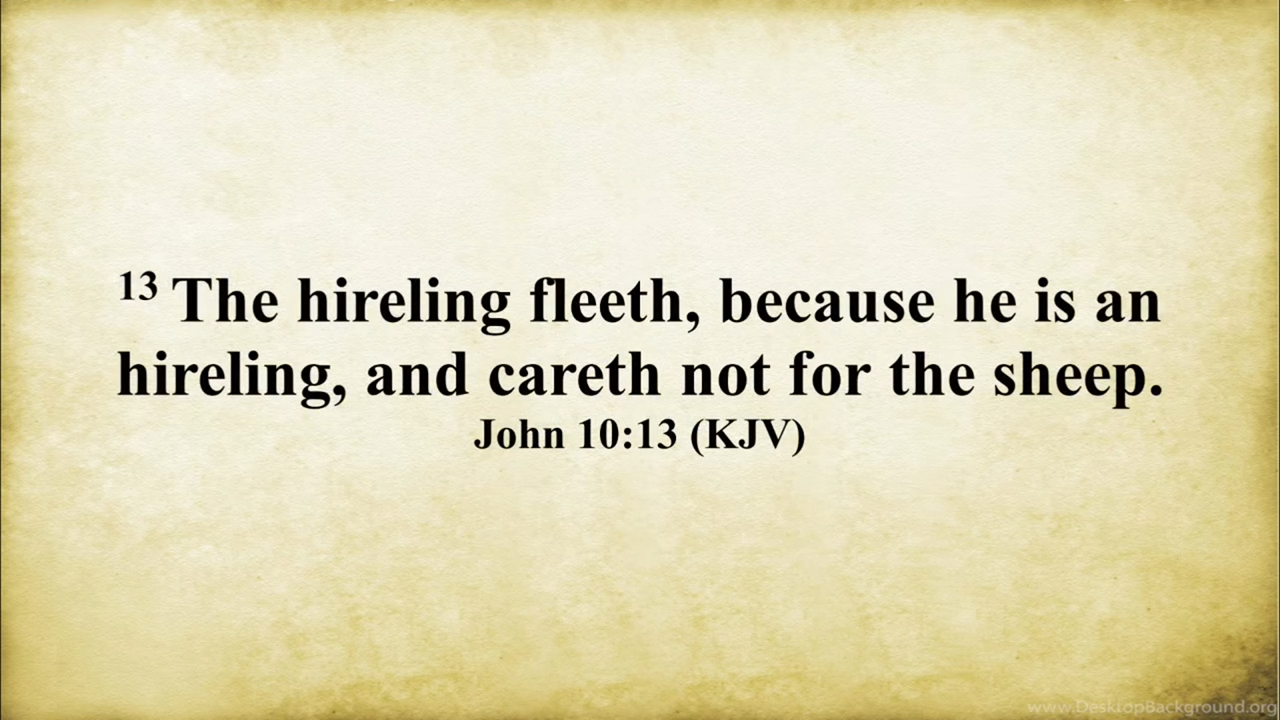 13 The hireling fleeth, because he is an
hireling, and careth not for the sheep.
John 10:13 (KJV)
www.DesktopBackground.org